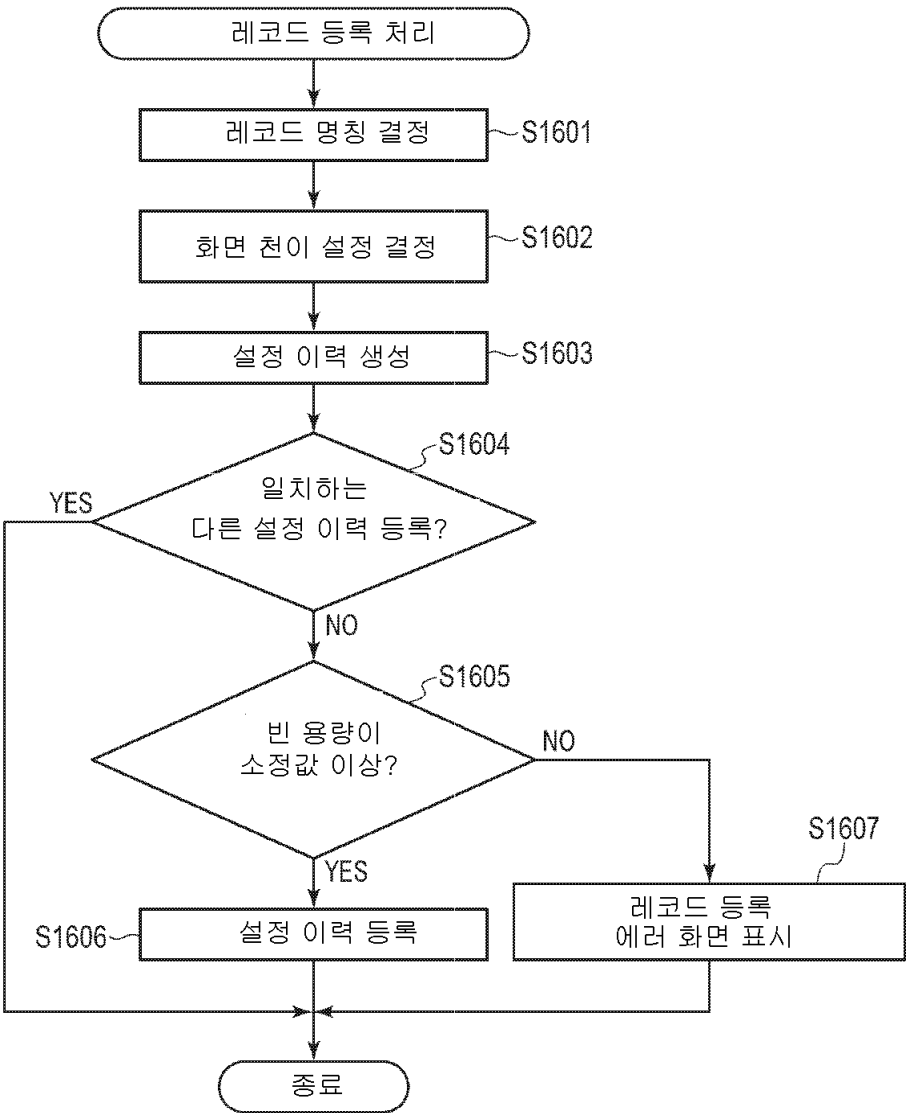 레코드 등록 처리
레코드 명칭 결정
S1601
화면 천이 설정 결정
S1602
설정 이력 생성
S1603
S1604
일치하는
다른 설정 이력 등록?
YES
NO
S1605
빈 용량이
소정값 이상?
NO
YES
S1607
S1606
설정 이력 등록
레코드 등록
에러 화면 표시
종료